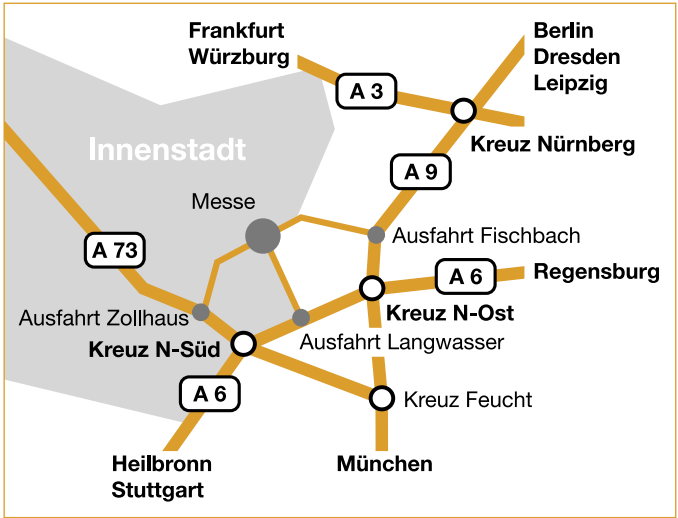 Frankfurt
Würzburg
Berlin
Dresden
Leipzig
A 3
Kreuz Nürnberg
Innenstadt
A 9
Messe
Ausfahrt Fischbach
A 73
A 6
Regensburg
Ausfahrt Zollhaus
Kreuz N-Ost
Kreuz N-Süd
Ausfahrt Langwasser
A 6
Kreuz Feucht
Heilbronn
Stuttgart
München